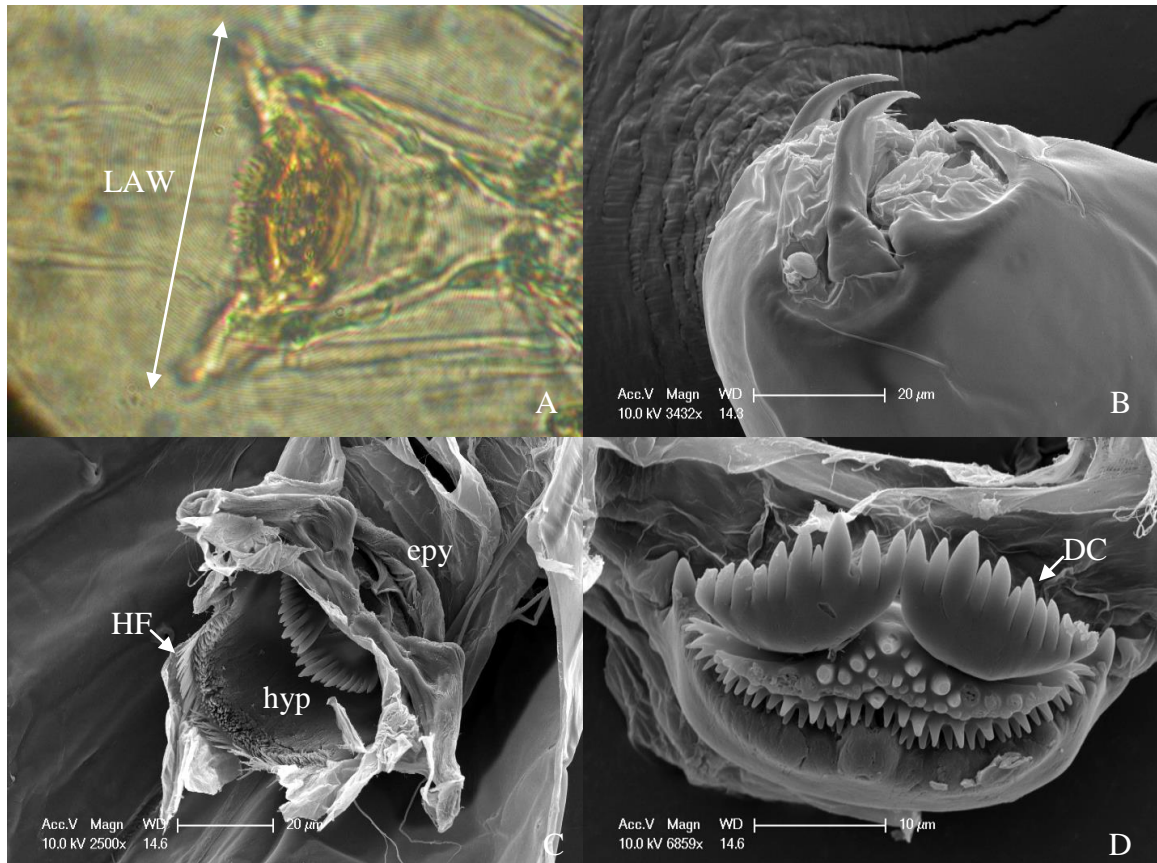 LAW
A
Acc.V Magn WD 20 µm
10.0 kV 3432x 14.3
B
epy
HF
hyp
Acc.V Magn WD 20 µm
10.0 kV 2500x 14.6
C
DC
Acc.V Magn WD 10 µm
10.0 kV 6859x 14.6
D